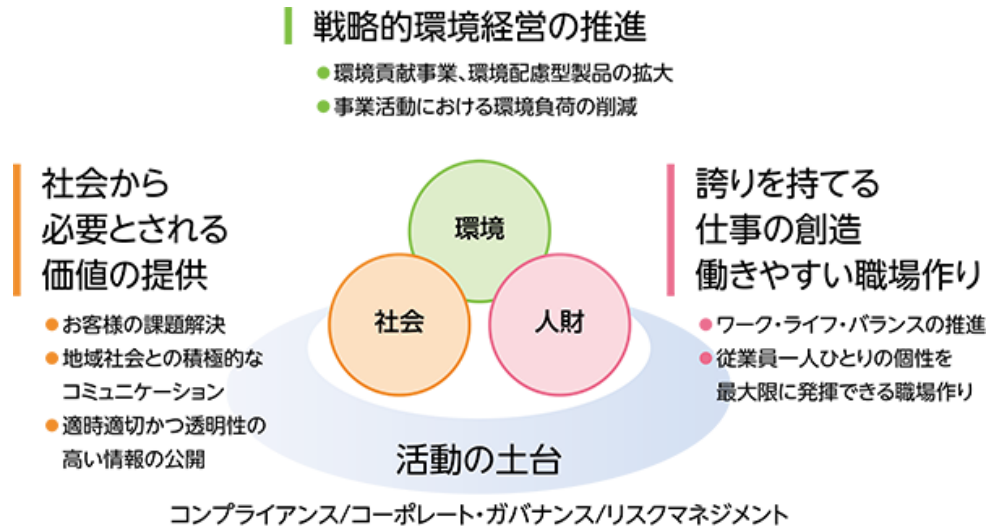 戦略的環境経営の推進
●環境貢献事業、環境配慮型製品の拡大
●事業活動における環境負荷の削減
社会から
必要とされる
価値の提供
●お客様の課題解決
●地域社会との積極的な
コミュニケーション
●適時適切かつ透明性の
高い情報の公開
環境
社会
人財
誇りを持てる
仕事の創造
働きやすい職場作り
●ワーク・ライフ・バランスの推進
●従業員一人ひとりの個性を
最大限に発揮できる職場作り
活動の土台
コンプライアンス/コーポレート・ガバナンス/リスクマネジメント